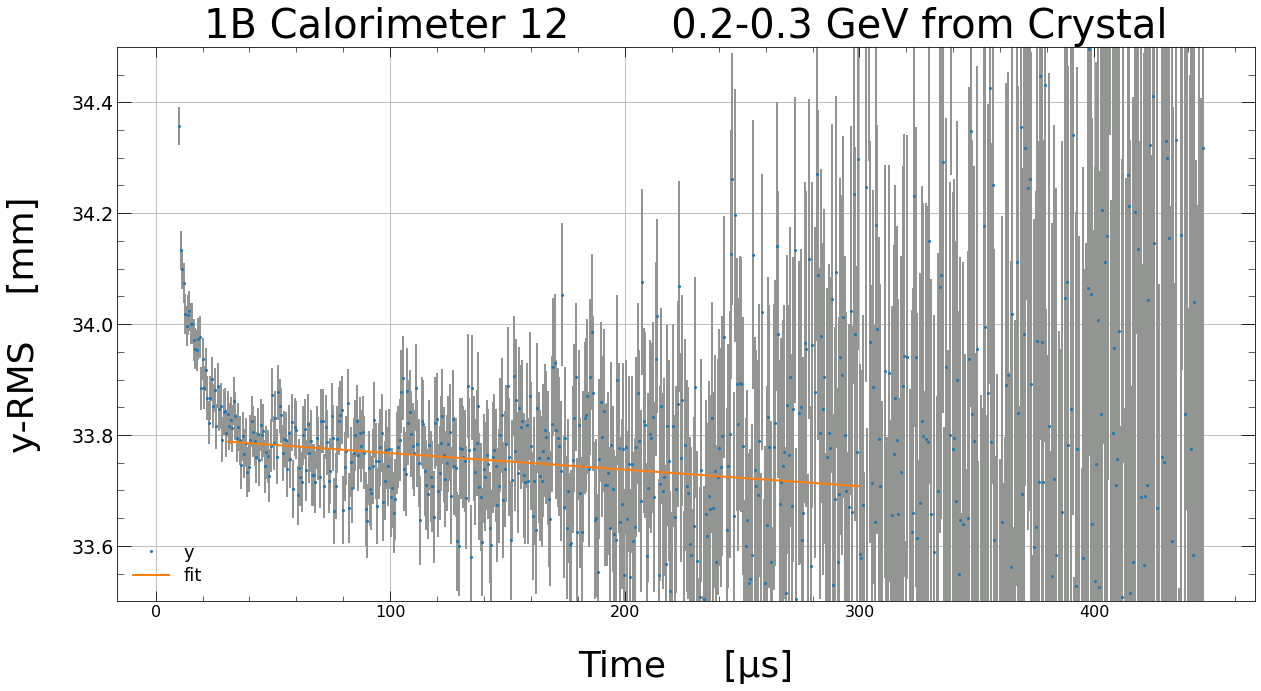 1B Calorimeter 12 0.2-0.3 GeV from Crystal
y-RMS [mm]
34.4
34.2
34.0
33.8
33.6
y
fit
0 100 200 300 400
Time [μs]